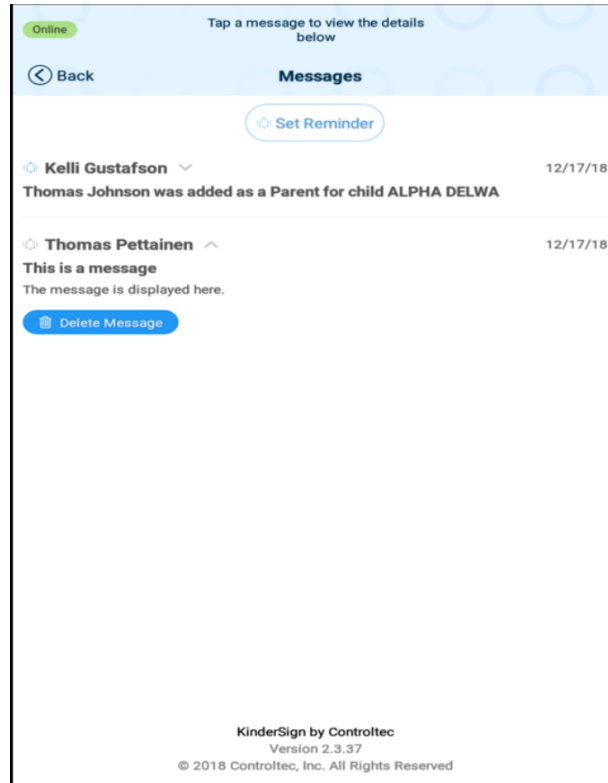 Online
Tap a message to view the details
below
Back
Messages
Set Reminder
Kelli Gustafson
12/17/18
Thomas Johnson was added as a Parent for child ALPHA DELWA
Thomas Pettainen
12/17/18
This is a message
The message is displayed here.
Delete Message
KinderSign by Controltec
Version 2.3.37
© 2018 Controltec, Inc. All Rights Reserved